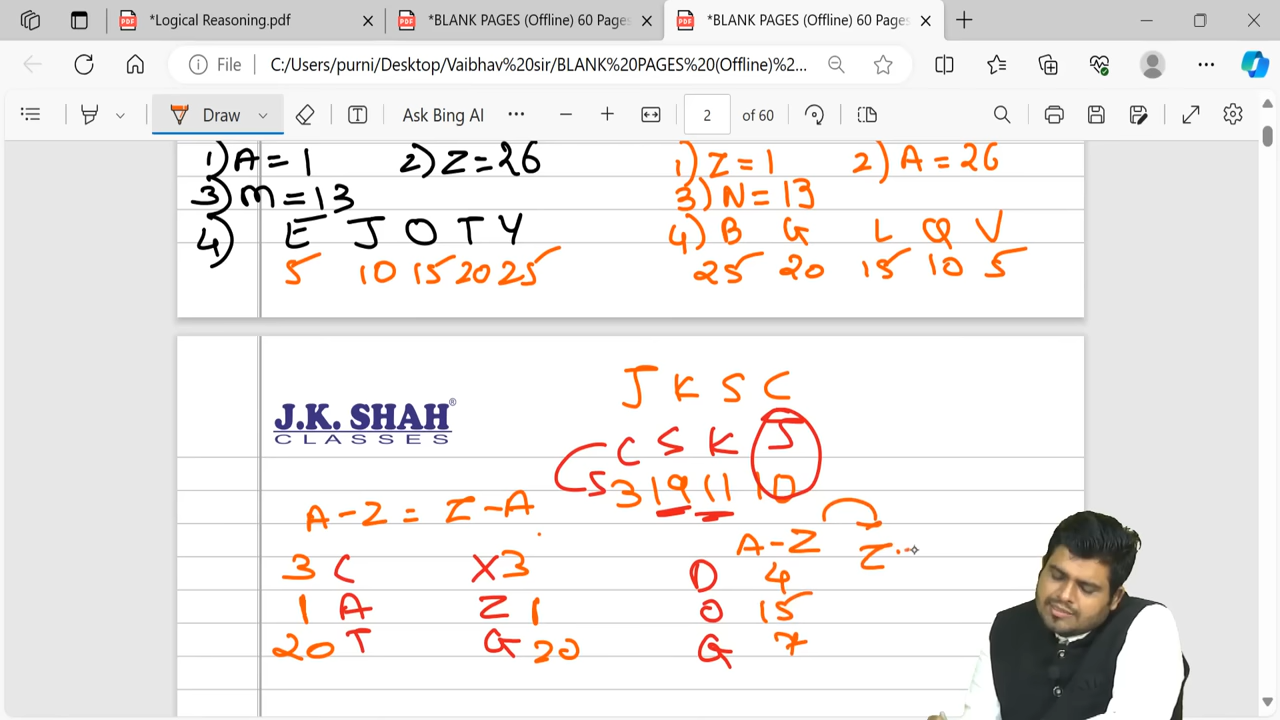 *Logical Reasoning.pdf
*BLANK PAGES (Offline) 60 Pages
*BLANK PAGES (Offline) 60 Pages
File
C:/Users/purni/Desktop/Vaibhav%20sir/BLANK%20PAGES%20(Offline)%2...
Draw
Ask Bing AI
2 of 60
1) A = 1 2) Z = 26
3) M = 13
4) E J O T Y
5 10 15 20 25
1) Z = 1 2) A = 26
3) N = 13
4) B G L Q V
25 20 15 10 5
J.K. SHAH®
CLASSES
J K S C
C S K J
3 19 11 10
A - Z = Z - A
3 C X 3
1 A Z 1
20 T G 20
A - Z Z -
D 4
O 15
G 7